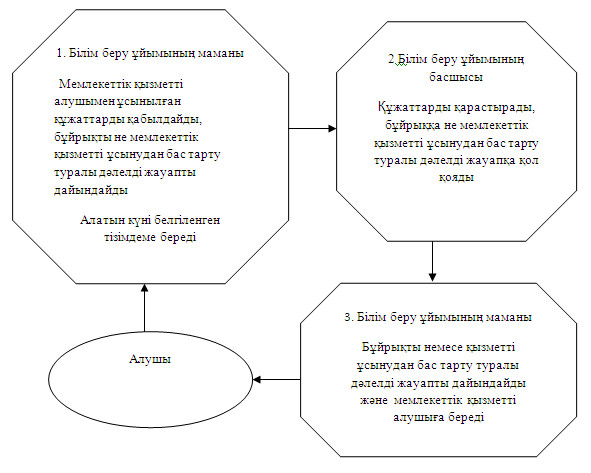 1. Білім беру ұйымының маманы
Мемлекеттік қызметті
алушымен ұсынылған
құжаттарды қабылдайды,
бұйрықты не мемлекеттік
қызметті ұсынудан бас тарту
туралы дәлелді жауапты
дайындайды
Алатын күні белгіленген
тізімдеме береді
2.Білім беру ұйымының
басшысы
Құжаттарды қарастырады,
бұйрыққа не мемлекеттік
қызметті ұсынудан бас тарту
туралы дәлелді жауапқа қол
қояды
3. Білім беру ұйымының маманы
Бұйрықты немесе қызметті
ұсынудан бас тарту туралы
дәлелді жауапты дайындайды
және мемлекеттік қызметті
алушыға береді
Алушы